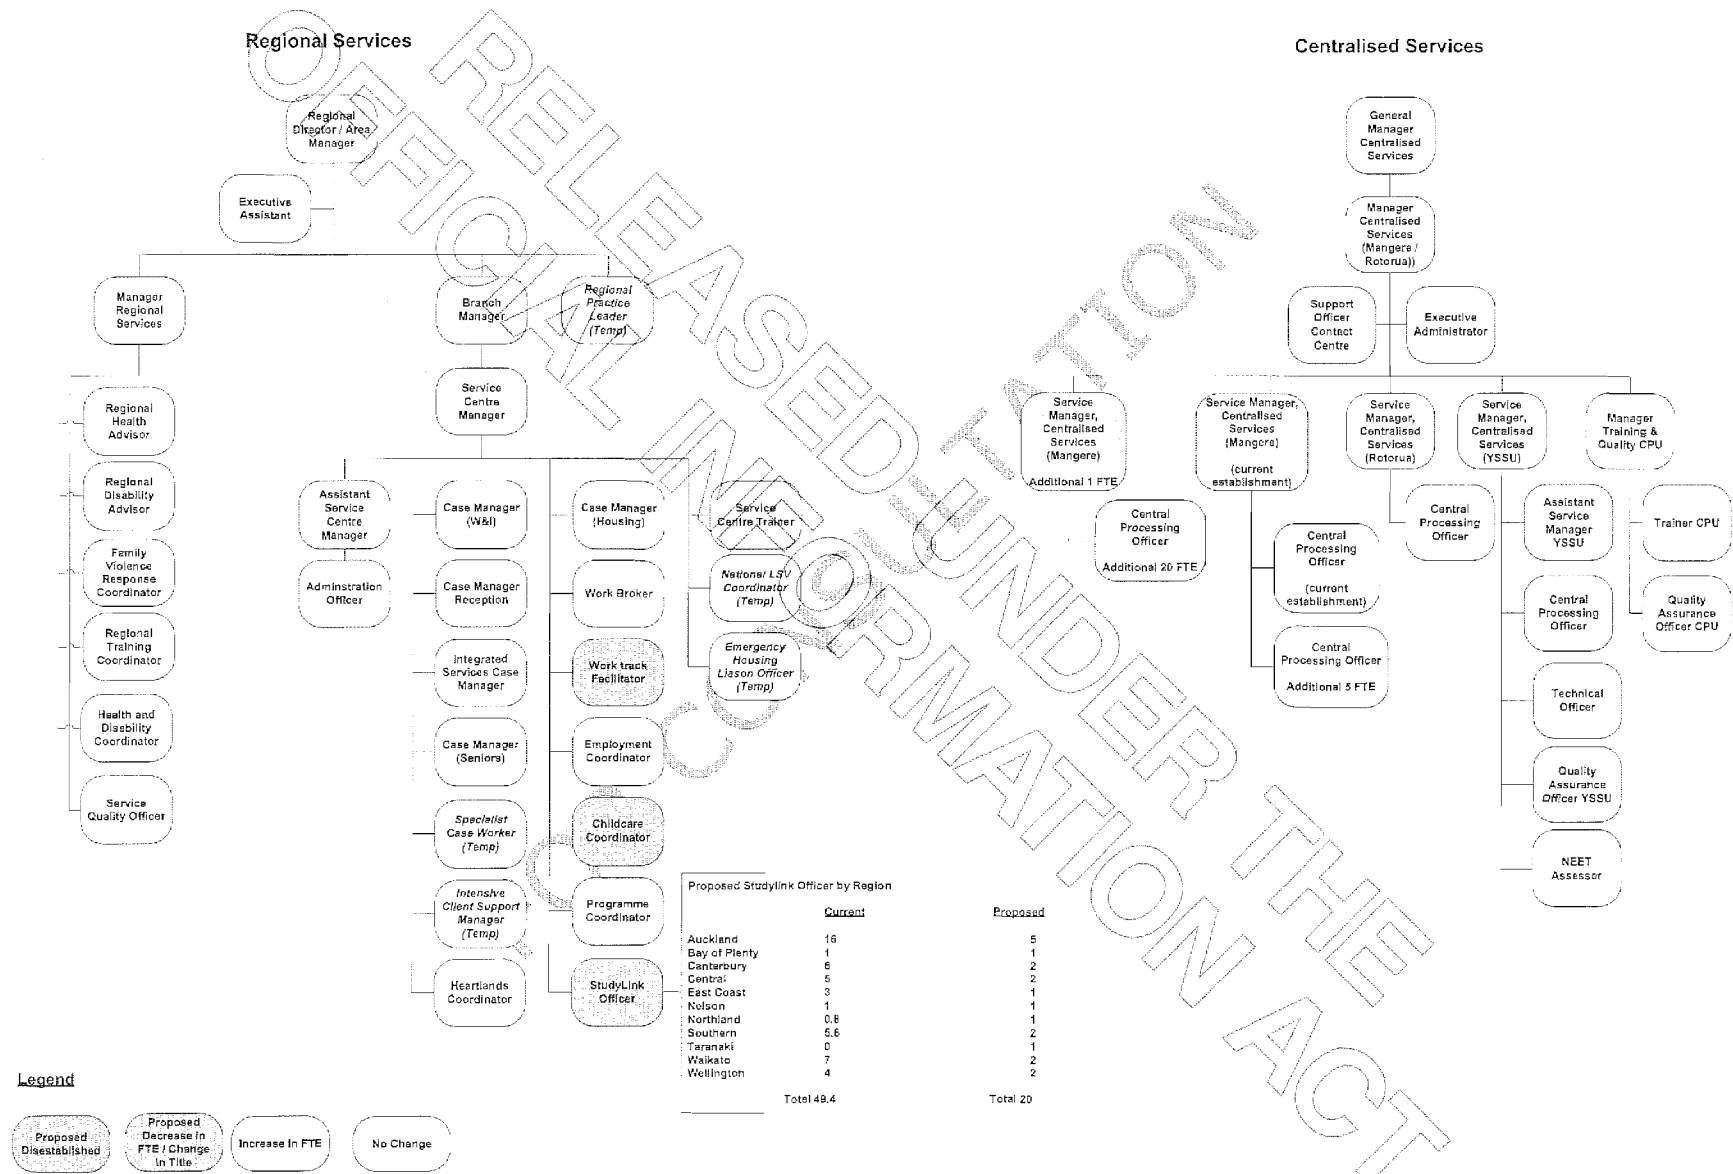 Regional Services
Centralised Services
RELEASED UNDER THE
OFFICIAL INFORMATION ACT
CONSULTATION
Regional
Director / Area
Manager
Executive
Assistant
Manager
Regional
Services
Branch
Manager
Regional
Practice
Leader
(Temp)
Service
Centre
Manager
Regional
Health
Advisor
Regional
Disability
Advisor
Family
Violence
Response
Coordinator
Regional
Training
Coordinator
Health and
Disability
Coordinator
Service
Quality Officer
Assistant
Service
Centre
Manager
Adminstration
Officer
Case Manager
(W&I)
Case Manager
Reception
Integrated
Services Case
Manager
Case Manager
(Seniors)
Specialist
Case Worker
(Temp)
Intensive
Client Support
Manager
(Temp)
Heartlands
Coordinator
Case Manager
(Housing)
Work Broker
Work track
Facilitator
Employment
Coordinator
Childcare
Coordinator
Programme
Coordinator
StudyLink
Officer
Service
Centre Trainer
National LSV
Coordinator
(Temp)
Emergency
Housing
Liason Officer
(Temp)
Proposed Studylink Officer by Region
Current Proposed
Auckland 16 5
Bay of Plenty 1 1
Canterbury 6 2
Central 5 2
East Coast 3 1
Nelson 1 1
Northland 0.8 1
Southern 5.6 2
Taranaki 0 1
Waikato 7 2
Wellington 4 2
Total 49.4 Total 20
General
Manager
Centralised
Services
Manager
Centralised
Services
(Mangere /
Rotorua))
Support
Officer
Contact
Centre
Executive
Administrator
Service
Manager,
Centralised
Services
(Mangere)
Additional 1 FTE
Central
Processing
Officer
Additional 20 FTE
Service Manager,
Centralised
Services
(Mangere)
(current
establishment)
Central
Processing
Officer
(current
establishment)
Central
Processing Officer
Additional 5 FTE
Service
Manager,
Centralised
Services
(Rotorua)
Central
Processing
Officer
Service
Manager,
Centralised
Services
(YSSU)
Assistant
Service
Manager
YSSU
Central
Processing
Officer
Technical
Officer
Quality
Assurance
Officer YSSU
NEET
Assessor
Manager
Training &
Quality CPU
Trainer CPU
Quality
Assurance
Officer CPU
Legend
Proposed
Disestablished
Proposed
Decrease in
FTE / Change
in Title
Increase in FTE
No Change